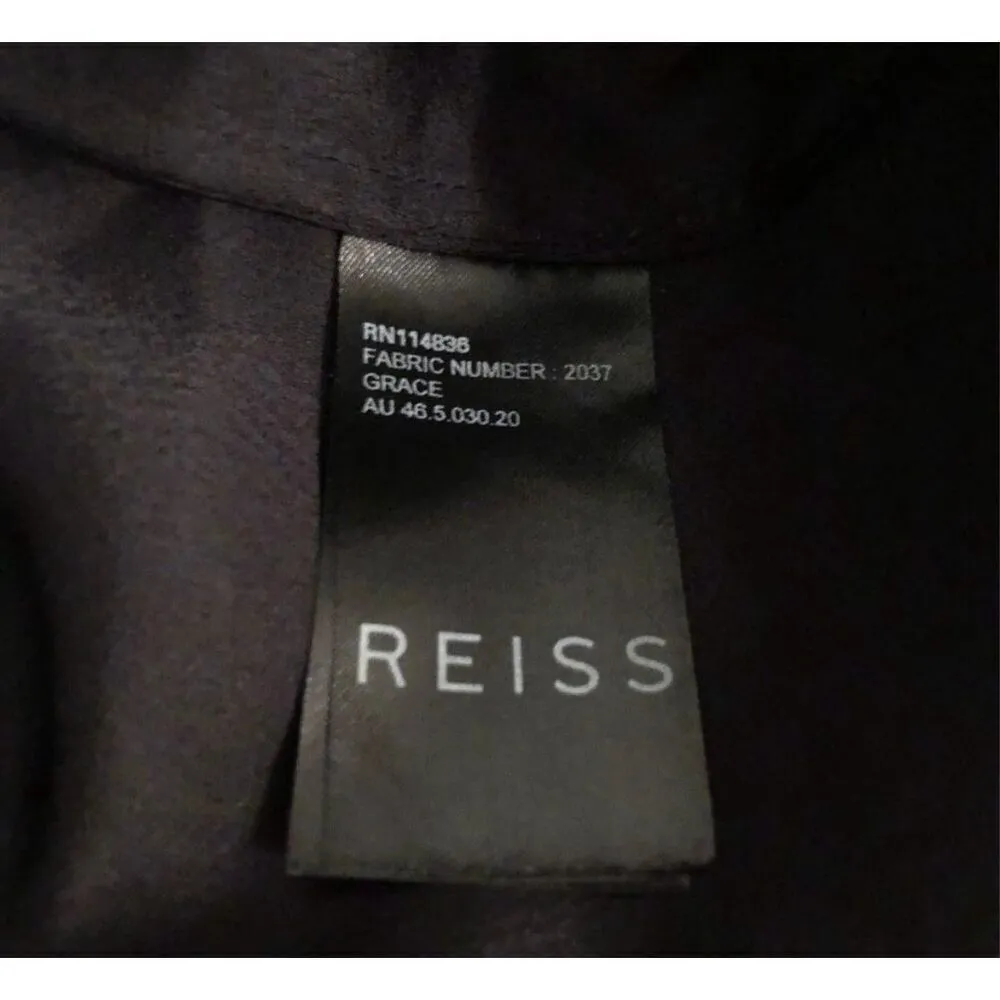 RN114836
FABRIC NUMBER : 2037
GRACE
AU 46.5.030.20
REISS